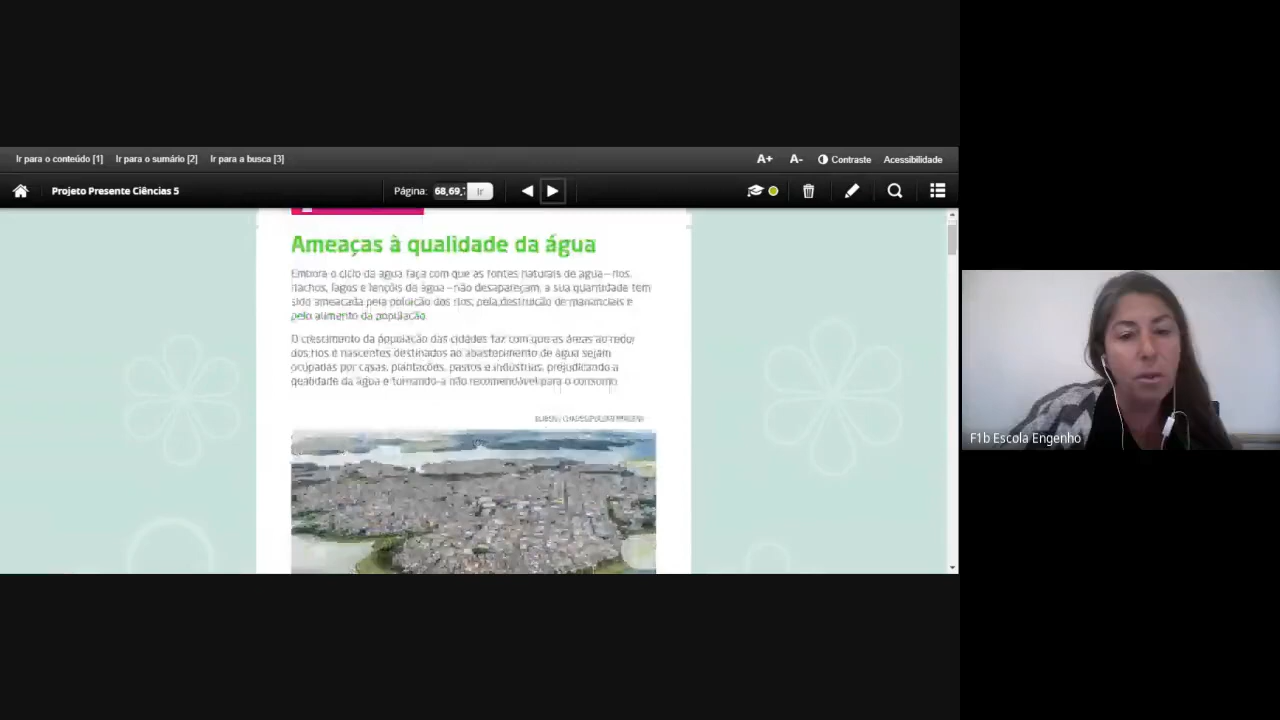 Ir para o conteúdo [1] Ir para o sumário [2] Ir para a busca [3] A+ A- Contraste Acessibilidade
Projeto Presente Ciências 5 Página: 68,69, Ir
Ameaças à qualidade da água
Embora o ciclo da água faça com que as fontes naturais de água – rios,
riachos, lagos e lençóis de água – não desapareçam, a sua quantidade tem
sido ameaçada pela poluição dos rios, pela destruição de mananciais e
pelo alimento da população.
O crescimento da população das cidades faz com que as áreas ao redor
dos rios e nascentes destinados ao abastecimento de água sejam
ocupadas por casas, plantações, pastos e indústrias, prejudicando a
qualidade da água e tornando-a não recomendável para o consumo
F1b Escola Engenho